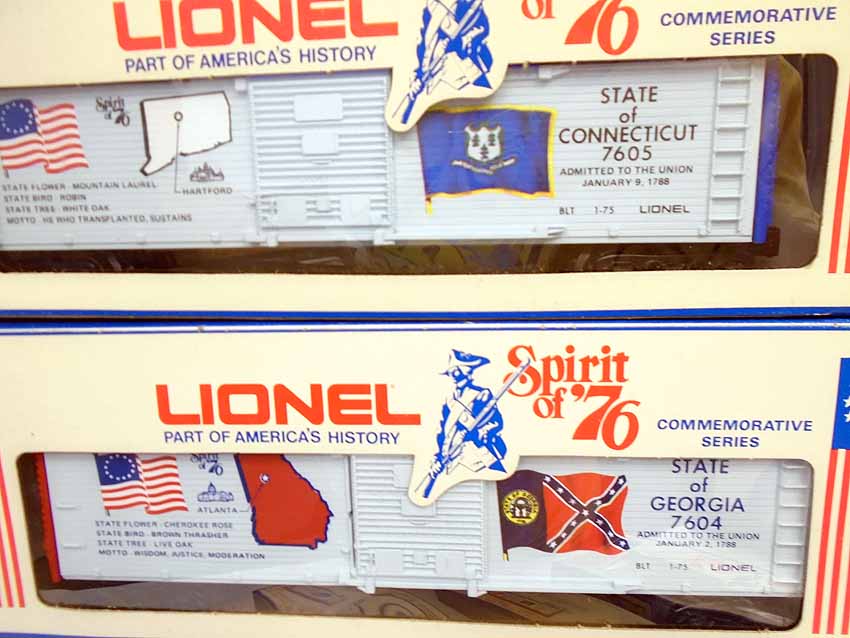 LIONEL
PART OF AMERICA'S HISTORY
of '76
COMMEMORATIVE
SERIES
Spirit
of '76
STATE FLOWER - MOUNTAIN LAUREL
STATE BIRD - ROBIN
STATE TREE - WHITE OAK
MOTTO - HE WHO TRANSPLANTED, SUSTAINS
HARTFORD
STATE
of
CONNECTICUT
7605
ADMITTED TO THE UNION
JANUARY 9, 1788
BLT 1-75 LIONEL
LIONEL
PART OF AMERICA'S HISTORY
Spirit
of '76
COMMEMORATIVE
SERIES
Spirit
of '76
ATLANTA
STATE FLOWER - CHEROKEE ROSE
STATE BIRD - BROWN THRASHER
STATE TREE - LIVE OAK
MOTTO - WISDOM, JUSTICE, MODERATION
STATE
of
GEORGIA
7604
ADMITTED TO THE UNION
JANUARY 2, 1788
BLT 1-75 LIONEL